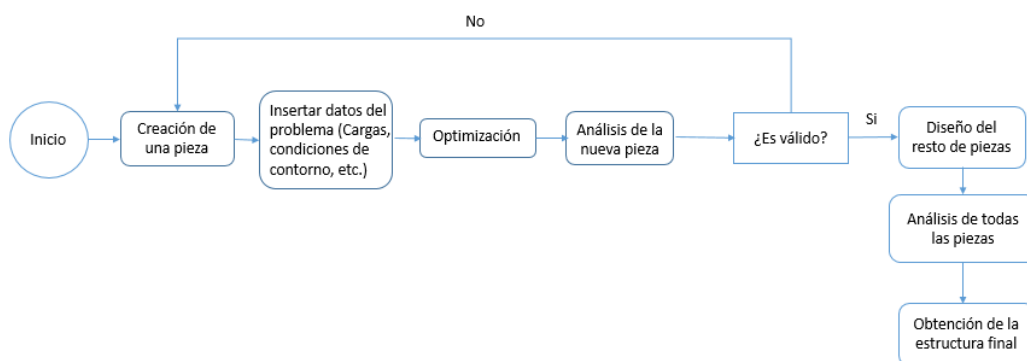 No
Inicio
Creación de
una pieza
Insertar datos del
problema (Cargas,
condiciones de
contorno, etc.)
Optimización
Análisis de la
nueva pieza
¿Es válido?
Si
Diseño del
resto de piezas
Análisis de todas
las piezas
Obtención de la
estructura final